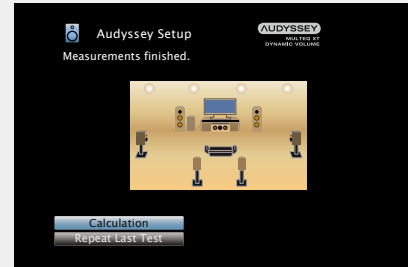 Audyssey Setup
AUDYSSEY
MULTEQ XT
DYNAMIC VOLUME
Measurements finished.
Calculation
Repeat Last Test